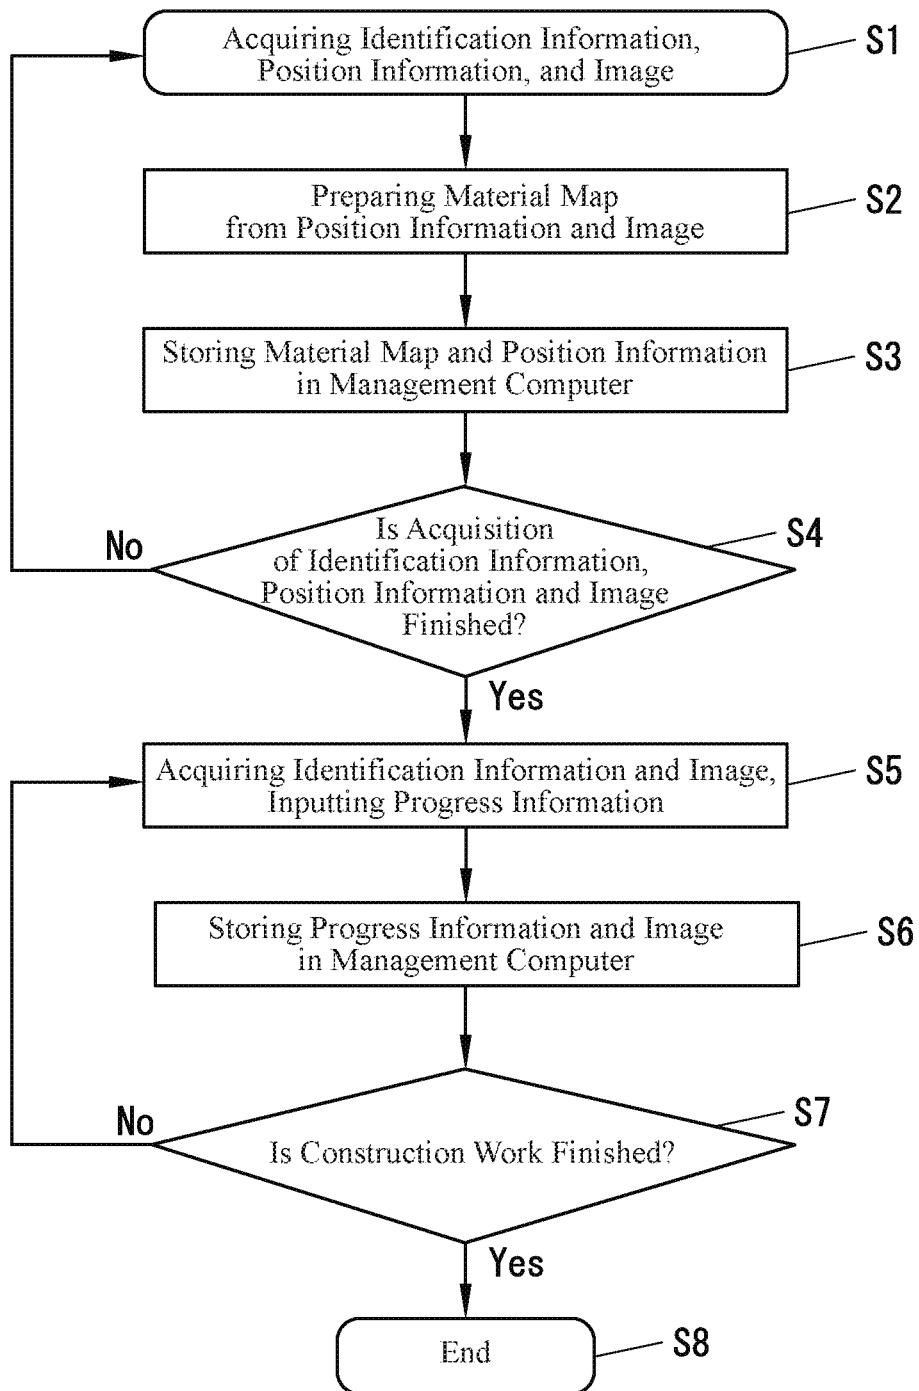 Acquiring Identification Information,
Position Information, and Image
S1
Preparing Material Map
from Position Information and Image
S2
Storing Material Map and Position Information
in Management Computer
S3
Is Acquisition
of Identification Information,
Position Information and Image
Finished?
S4
No
Yes
Acquiring Identification Information and Image,
Inputting Progress Information
S5
Storing Progress Information and Image
in Management Computer
S6
Is Construction Work Finished?
S7
No
Yes
End
S8